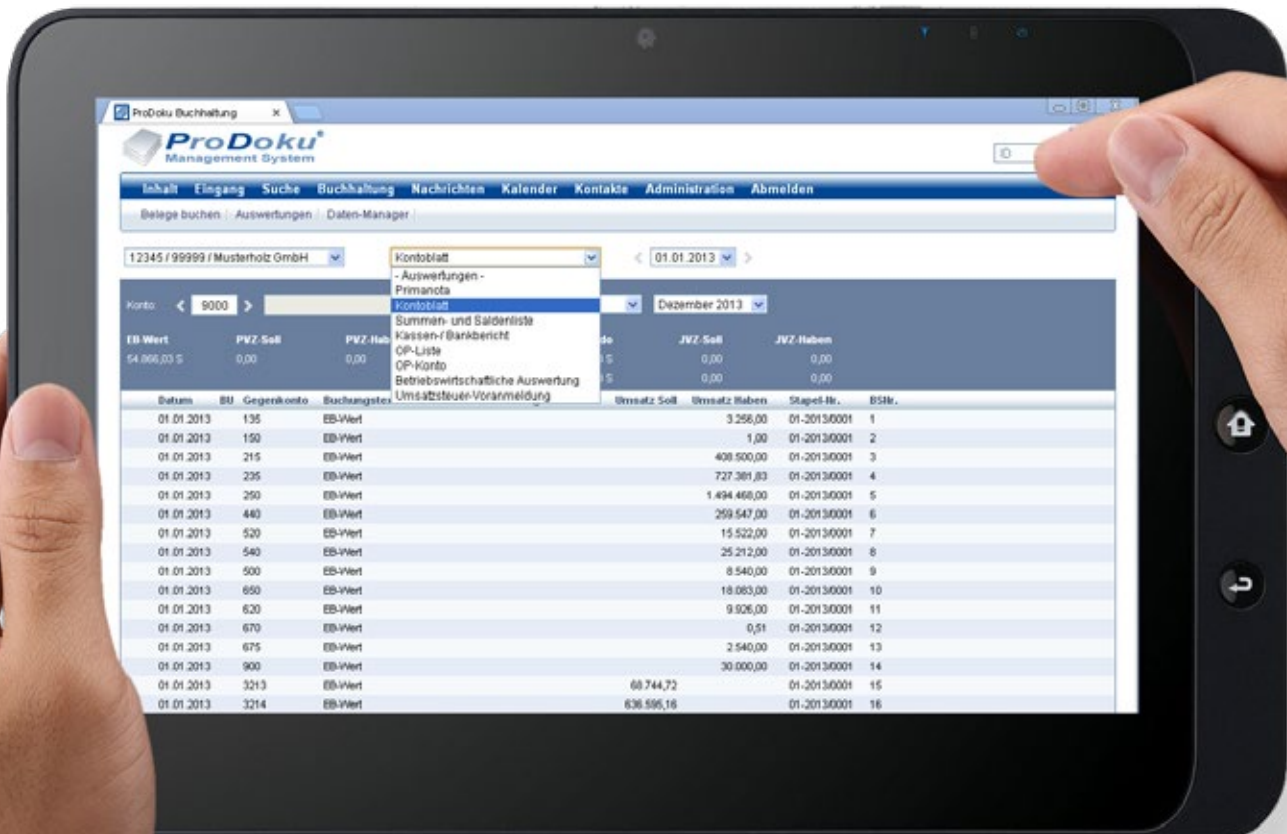 ProDoku Buchhaltung x
ProDoku®
Management System
ID
Inhalt Eingang Suche Buchhaltung Nachrichten Kalender Kontakte Administration Abmelden
Belege buchen | Auswertungen | Daten-Manager |
12345 / 99999 / Musterholz GmbH Kontoblatt < 01.01.2013 >
- Auswertungen -
Primanota
Kontoblatt
Summen- und Saldenliste
Kassen-/ Bankbericht
OP-Liste
OP-Konto
Betriebswirtschaftliche Auswertung
Umsatzsteuer-Voranmeldung
Konto: < 9000 > Dezember 2013
EB-Wert PVZ-Soll JVZ-Soll JVZ-Haben
54.866,03 S 0,00 0,00 S 0,00 0,00
S 0,00 0,00
Datum BU Gegenkonto Umsatz Soll Umsatz Haben Stapel-Nr. BSNr.
01.01.2013 135 EB-Wert 3.256,00 01-2013/0001 1
01.01.2013 150 EB-Wert 1,00 01-2013/0001 2
01.01.2013 215 EB-Wert 408.500,00 01-2013/0001 3
01.01.2013 235 EB-Wert 727.381,83 01-2013/0001 4
01.01.2013 250 EB-Wert 1.494.468,00 01-2013/0001 5
01.01.2013 440 EB-Wert 259.547,00 01-2013/0001 6
01.01.2013 520 EB-Wert 15.522,00 01-2013/0001 7
01.01.2013 540 EB-Wert 25.212,00 01-2013/0001 8
01.01.2013 500 EB-Wert 8.540,00 01-2013/0001 9
01.01.2013 650 EB-Wert 18.083,00 01-2013/0001 10
01.01.2013 620 EB-Wert 9.926,00 01-2013/0001 11
01.01.2013 670 EB-Wert 0,51 01-2013/0001 12
01.01.2013 675 EB-Wert 2.540,00 01-2013/0001 13
01.01.2013 900 EB-Wert 30.000,00 01-2013/0001 14
01.01.2013 3213 EB-Wert 68.744,72 01-2013/0001 15
01.01.2013 3214 EB-Wert 636.595,16 01-2013/0001 16